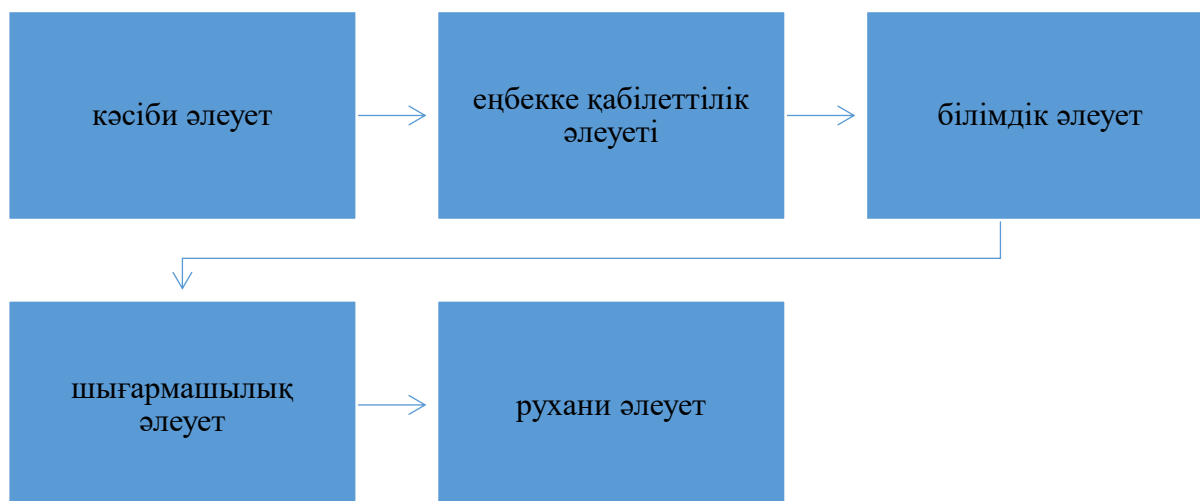 кәсіби әлеует
еңбекке қабілеттілік
әлеуеті
білімдік әлеует
шығармашылық
әлеует
рухани әлеует